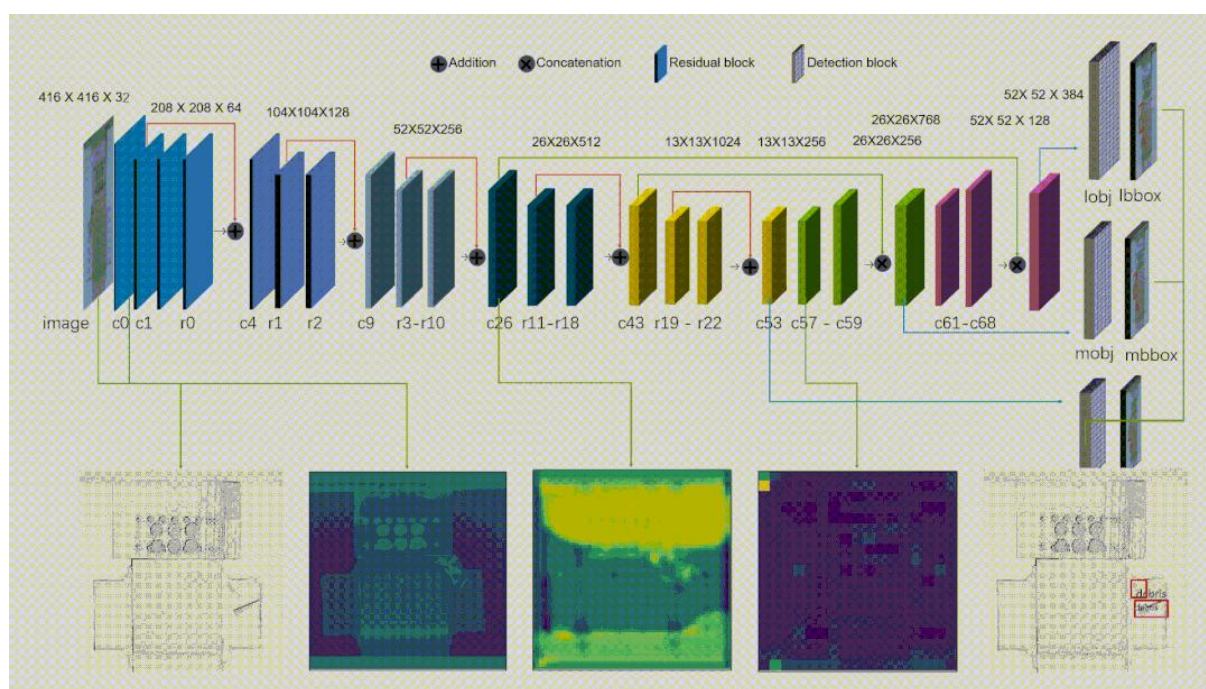 Addition Concatenation Residual block Detection block
416 X 416 X 32
208 X 208 X 64
104X104X128
52X52X256
26X26X512
13X13X1024
13X13X256
26X26X768
26X26X256
52X 52 X 384
52X 52 X 128
lobj lbbox
image c0 c1 r0 c4 r1 r2 c9 r3-r10 c26 r11-r18 c43 r19 - r22 c53 c57 - c59 c61-c68
mobj mbbox
debris
debris